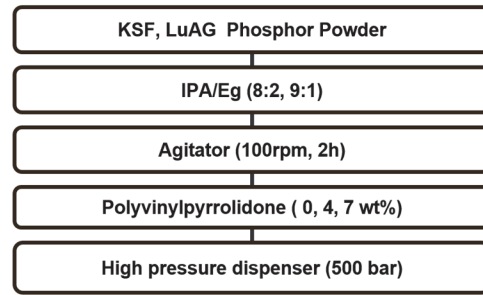 KSF, LuAG Phosphor Powder
IPA/Eg (8:2, 9:1)
Agitator (100rpm, 2h)
Polyvinylpyrrolidone ( 0, 4, 7 wt%)
High pressure dispenser (500 bar)